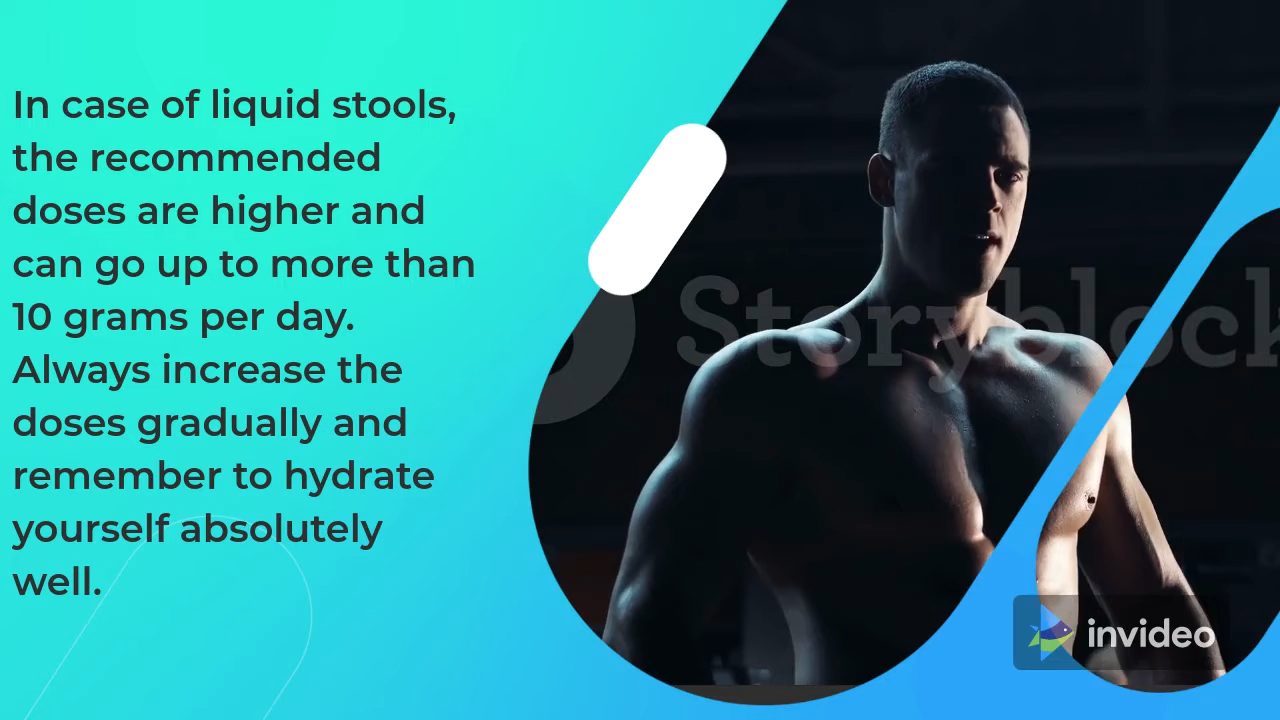 In case of liquid stools,
the recommended
doses are higher and
can go up to more than
10 grams per day.
Always increase the
doses gradually and
remember to hydrate
yourself absolutely
well.
Storyblock
invideo